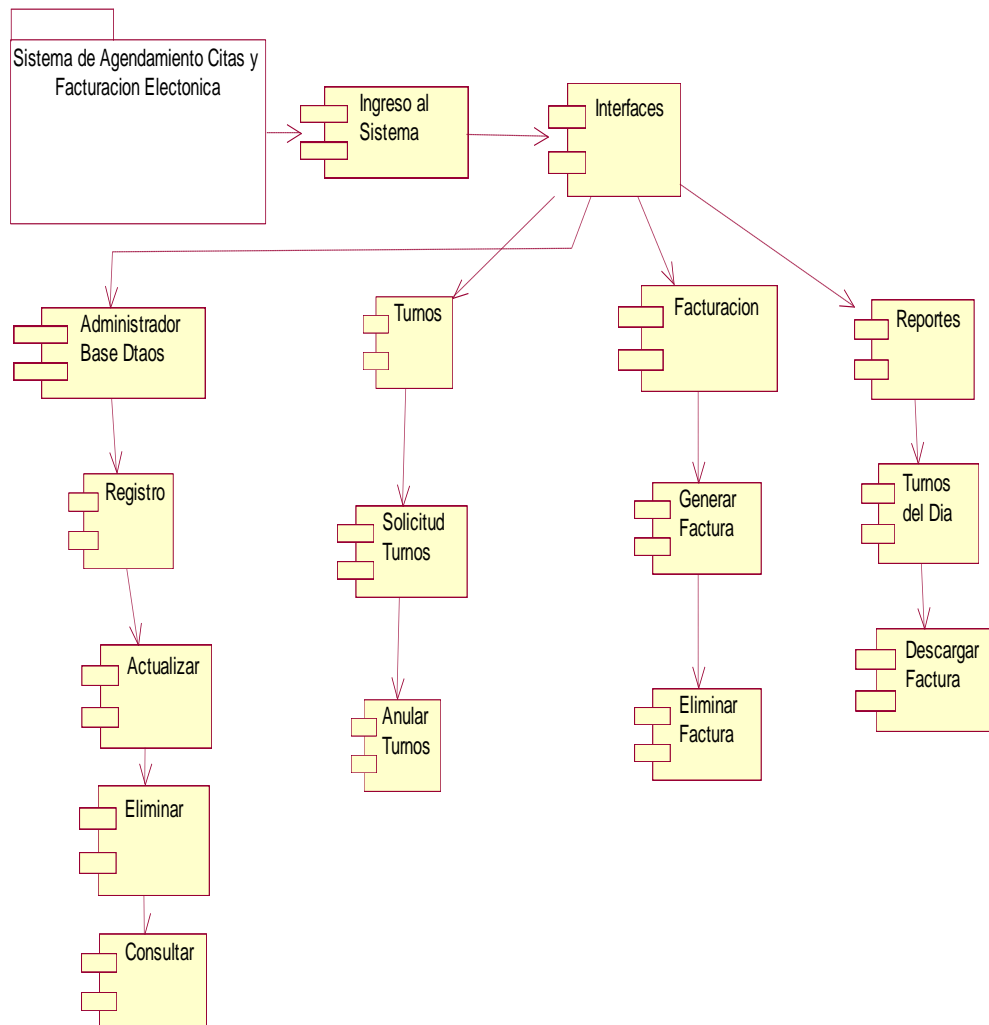 Sistema de Agendamiento Citas y
Facturacion Electonica
Ingreso al
Sistema
Interfaces
Administrador
Base Dtaos
Turnos
Facturacion
Reportes
Registro
Solicitud
Turnos
Generar
Factura
Turnos
del Dia
Actualizar
Anular
Turnos
Eliminar
Factura
Descargar
Factura
Eliminar
Consultar